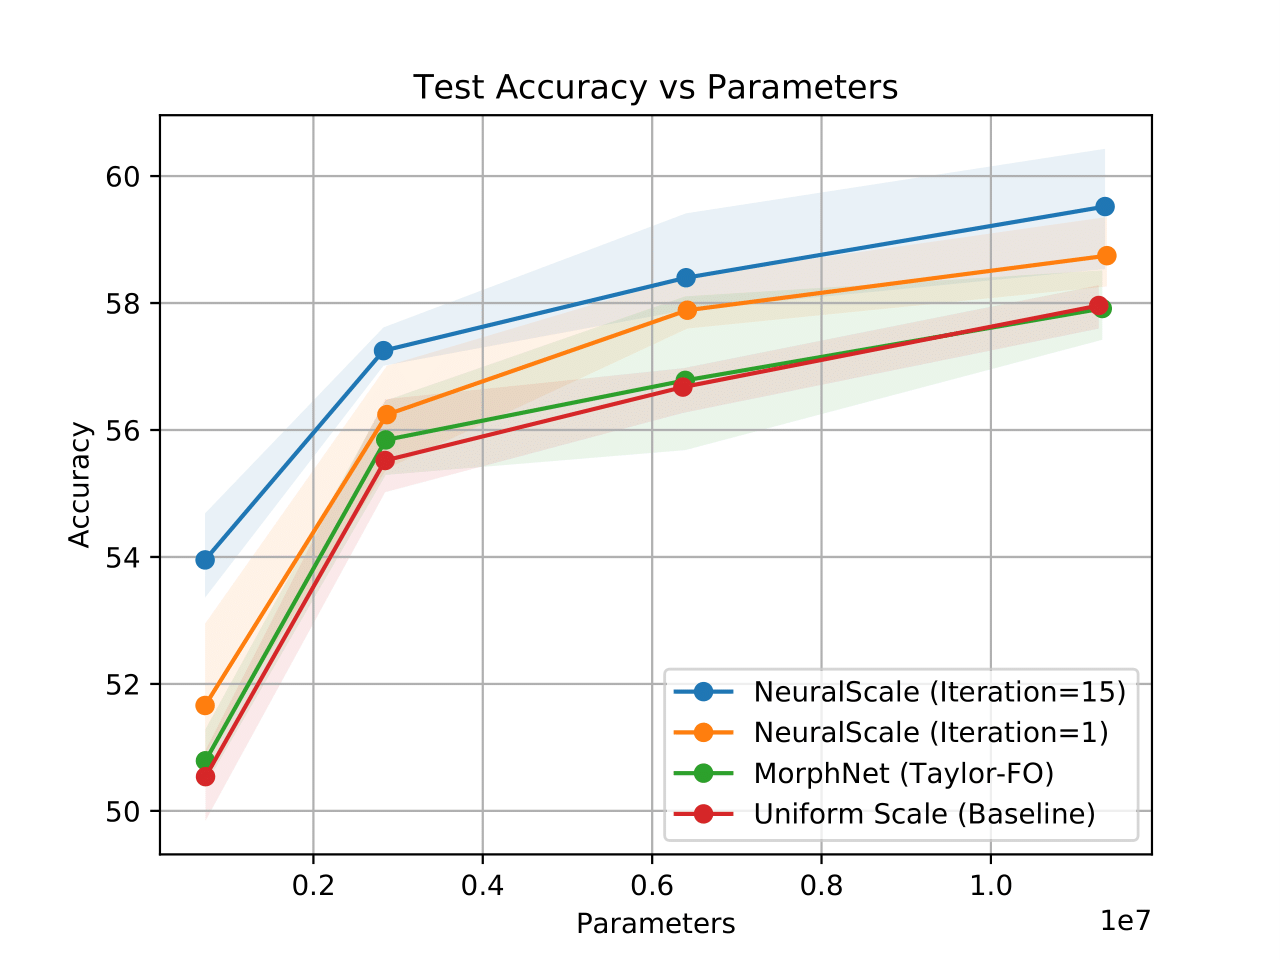 Test Accuracy vs Parameters
60
58
56
54
52
50
Accuracy
NeuralScale (Iteration=15)
NeuralScale (Iteration=1)
MorphNet (Taylor-FO)
Uniform Scale (Baseline)
0.2 0.4 0.6 0.8 1.0
Parameters
1e7